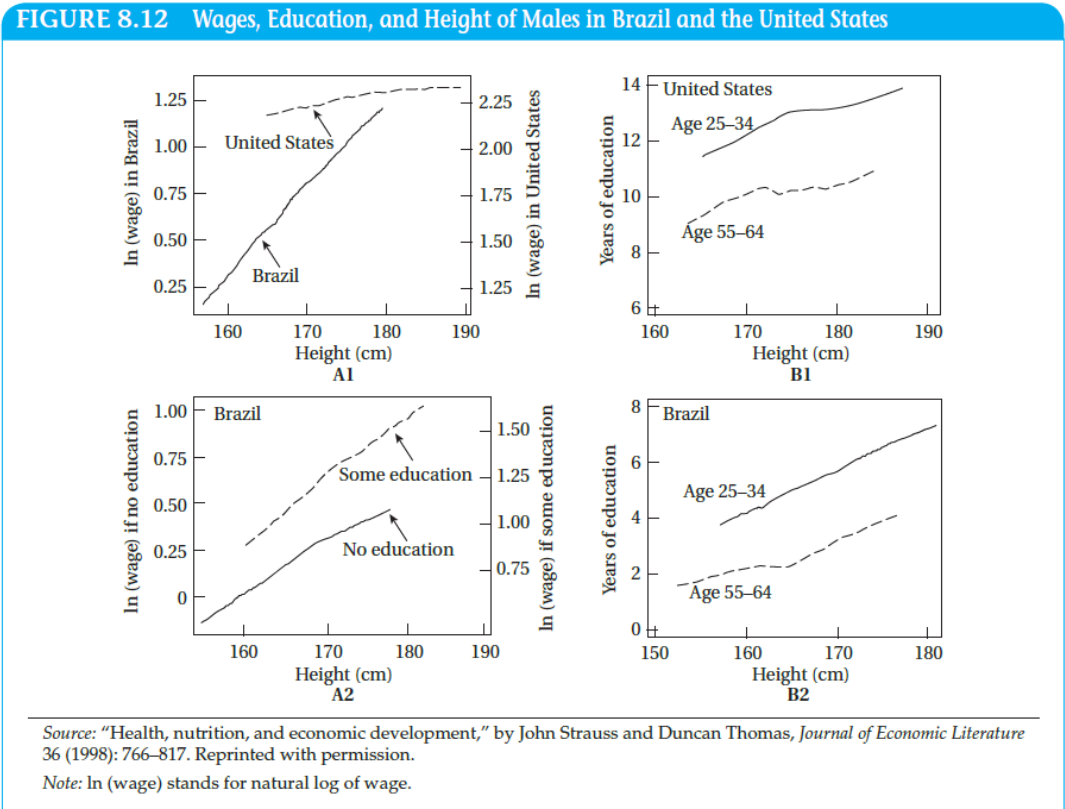 FIGURE 8.12 Wages, Education, and Height of Males in Brazil and the United States
ln (wage) in Brazil
1.25
1.00
0.75
0.50
0.25
United States
Brazil
2.25
2.00
1.75
1.50
1.25
ln (wage) in United States
160 170 180 190
Height (cm)
A1
Years of education
14
12
10
8
6
United States
Age 25–34
Age 55–64
160 170 180 190
Height (cm)
B1
ln (wage) if no education
1.00
0.75
0.50
0.25
0
Brazil
Some education
No education
1.50
1.25
1.00
0.75
ln (wage) if some education
160 170 180 190
Height (cm)
A2
Years of education
8
6
4
2
0
Brazil
Age 25–34
Age 55–64
150 160 170 180
Height (cm)
B2
Source: “Health, nutrition, and economic development,” by John Strauss and Duncan Thomas, Journal of Economic Literature
36 (1998): 766–817. Reprinted with permission.
Note: ln (wage) stands for natural log of wage.